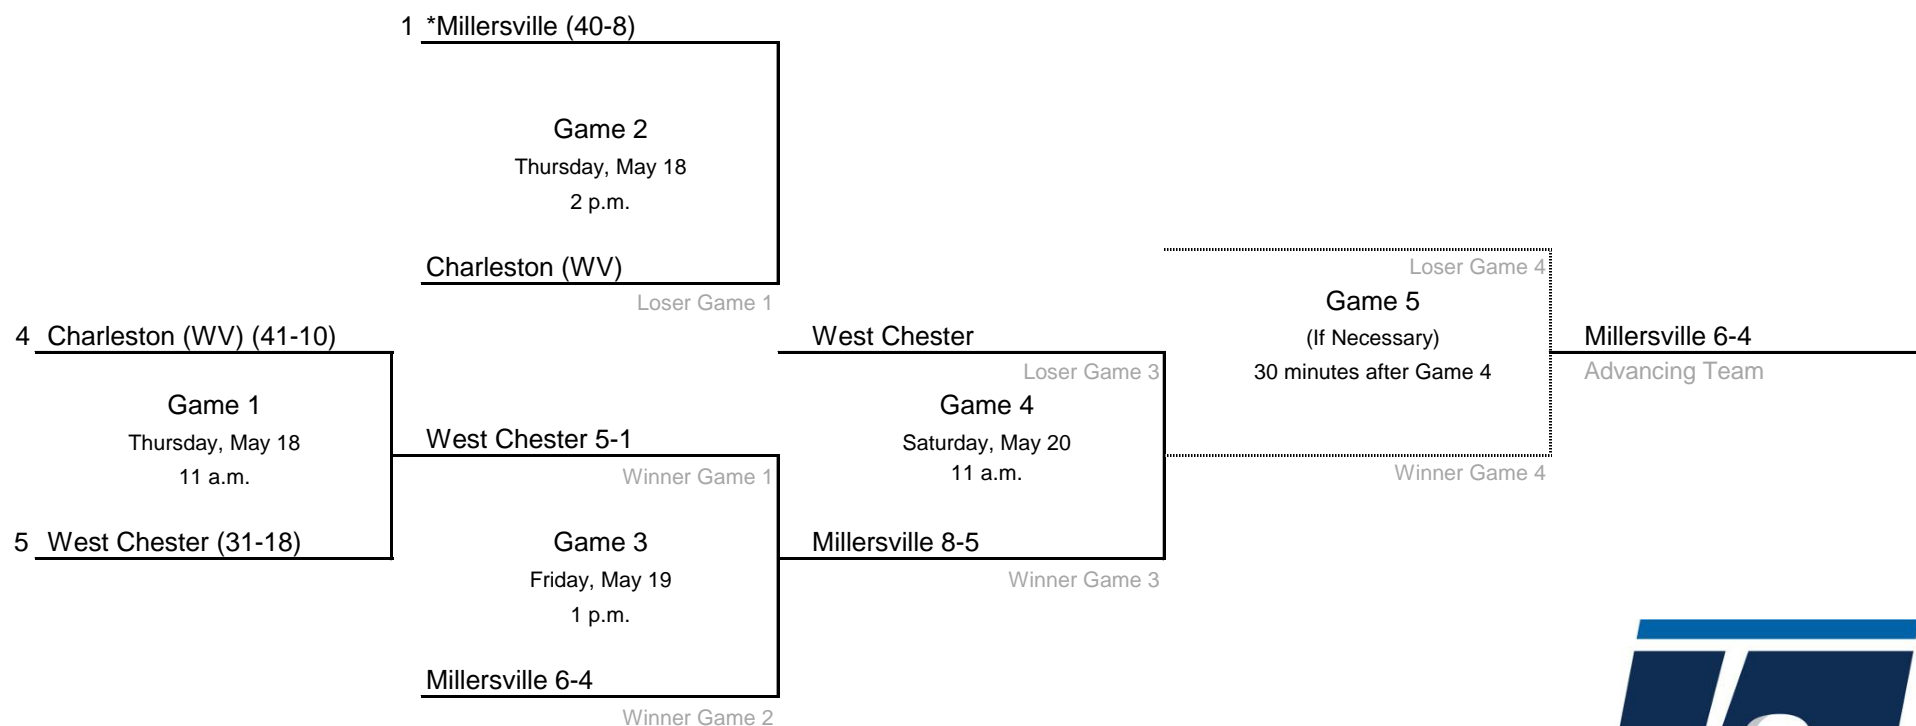 1 *Millersville (40-8)
Game 2
Thursday, May 18
2 p.m.
Charleston (WV)
Loser Game 1
4 Charleston (WV) (41-10)
Game 1
Thursday, May 18
11 a.m.
5 West Chester (31-18)
West Chester 5-1
Winner Game 1
Game 3
Friday, May 19
1 p.m.
Millersville 6-4
Winner Game 2
West Chester
Loser Game 3
Game 4
Saturday, May 20
11 a.m.
Millersville 8-5
Winner Game 3
Loser Game 4
Game 5
(If Necessary)
30 minutes after Game 4
Winner Game 4
Millersville 6-4
Advancing Team